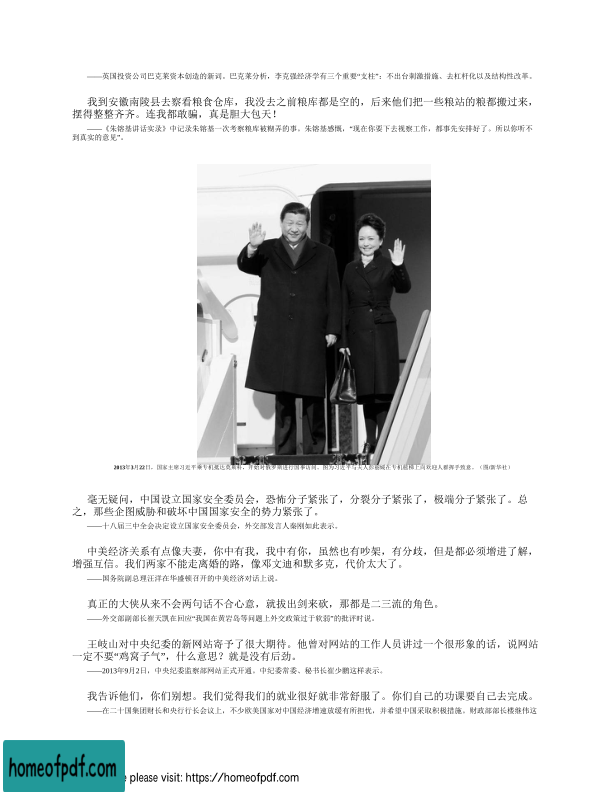 ——英国投资公司巴克莱资本创造的新词。巴克莱分析，李克强经济学有三个重要“支柱”：不出台刺激措施、去杠杆化以及结构性改革。
我到安徽南陵县去察看粮食仓库，我没去之前粮库都是空的，后来他们把一些粮站的粮都搬过来，
摆得整整齐齐。连我都敢骗，真是胆大包天！
——《朱镕基讲话实录》中记录朱镕基一次考察粮库被糊弄的事。朱镕基感慨，“现在你要下去视察工作，都事先安排好了。所以你听不
到真实的意见”。
2013年3月22日，国家主席习近平乘专机抵达莫斯科，开始对俄罗斯进行国事访问。图为习近平与夫人彭丽媛在专机舷梯上向欢迎人群挥手致意。（图/新华社）
毫无疑问，中国设立国家安全委员会，恐怖分子紧张了，分裂分子紧张了，极端分子紧张了。总
之，那些企图威胁和破坏中国国家安全的势力紧张了。
——十八届三中全会决定设立国家安全委员会，外交部发言人秦刚如此表示。
中美经济关系有点像夫妻，你中有我，我中有你，虽然也有吵架，有分歧，但是都必须增进了解，
增强互信。我们两家不能走离婚的路，像邓文迪和默多克，代价太大了。
——国务院副总理汪洋在华盛顿召开的中美经济对话上说。
真正的大侠从来不会两句话不合心意，就拔出剑来砍，那都是二三流的角色。
——外交部副部长崔天凯在回应“我国在黄岩岛等问题上外交政策过于软弱”的批评时说。
王岐山对中央纪委的新网站寄予了很大期待。他曾对网站的工作人员讲过一个很形象的话，说网站
一定不要“鸡窝子气”，什么意思？就是没有后劲。
——2013年9月2日，中央纪委监察部网站正式开通。中纪委常委、秘书长崔少鹏这样表示。
我告诉他们，你们别想。我们觉得我们的就业很好就非常舒服了。你们自己的功课要自己去完成。
——在二十国集团财长和央行行长会议上，不少欧美国家对中国经济增速放缓有所担忧，并希望中国采取积极措施。财政部部长楼继伟这
homeofpdf.com
e please visit: https://homeofpdf.com